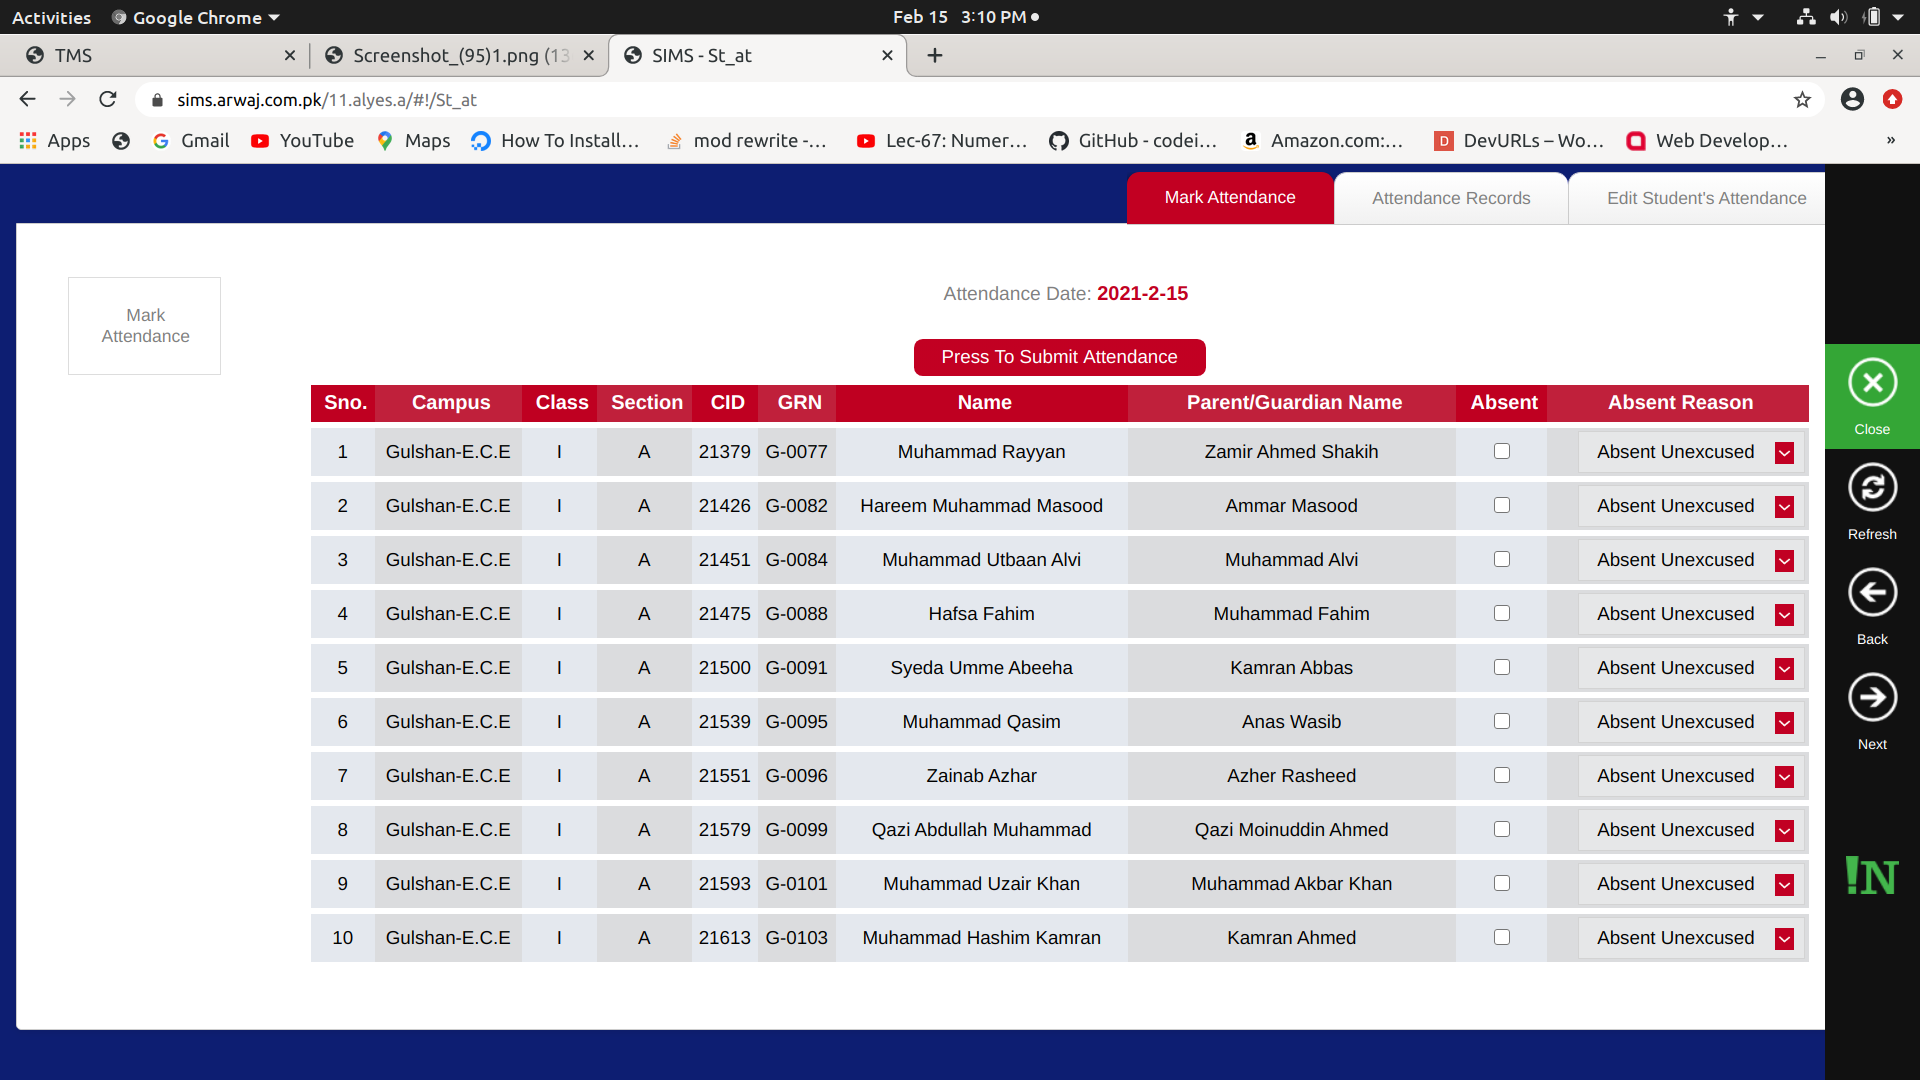 Activities Google Chrome Feb 15 3:10 PM
TMS Screenshot_(95)1.png (13 SIMS - St_at
sims.arwaj.com.pk/11.alyes.a/#!/St_at
Apps Gmail YouTube Maps How To Install... mod rewrite -... Lec-67: Numer... GitHub - codei... Amazon.com:... DevURLs – Wo... Web Develop... »
Mark Attendance Attendance Records Edit Student's Attendance
Mark
Attendance
Attendance Date: 2021-2-15
Press To Submit Attendance
Sno. Campus Class Section CID GRN Name Parent/Guardian Name Absent Absent Reason
1 Gulshan-E.C.E I A 21379 G-0077 Muhammad Rayyan Zamir Ahmed Shakih Absent Unexcused
2 Gulshan-E.C.E I A 21426 G-0082 Hareem Muhammad Masood Ammar Masood Absent Unexcused
3 Gulshan-E.C.E I A 21451 G-0084 Muhammad Utbaan Alvi Muhammad Alvi Absent Unexcused
4 Gulshan-E.C.E I A 21475 G-0088 Hafsa Fahim Muhammad Fahim Absent Unexcused
5 Gulshan-E.C.E I A 21500 G-0091 Syeda Umme Abeeha Kamran Abbas Absent Unexcused
6 Gulshan-E.C.E I A 21539 G-0095 Muhammad Qasim Anas Wasib Absent Unexcused
7 Gulshan-E.C.E I A 21551 G-0096 Zainab Azhar Azher Rasheed Absent Unexcused
8 Gulshan-E.C.E I A 21579 G-0099 Qazi Abdullah Muhammad Qazi Moinuddin Ahmed Absent Unexcused
9 Gulshan-E.C.E I A 21593 G-0101 Muhammad Uzair Khan Muhammad Akbar Khan Absent Unexcused
10 Gulshan-E.C.E I A 21613 G-0103 Muhammad Hashim Kamran Kamran Ahmed Absent Unexcused
Close
Refresh
Back
Next
!N